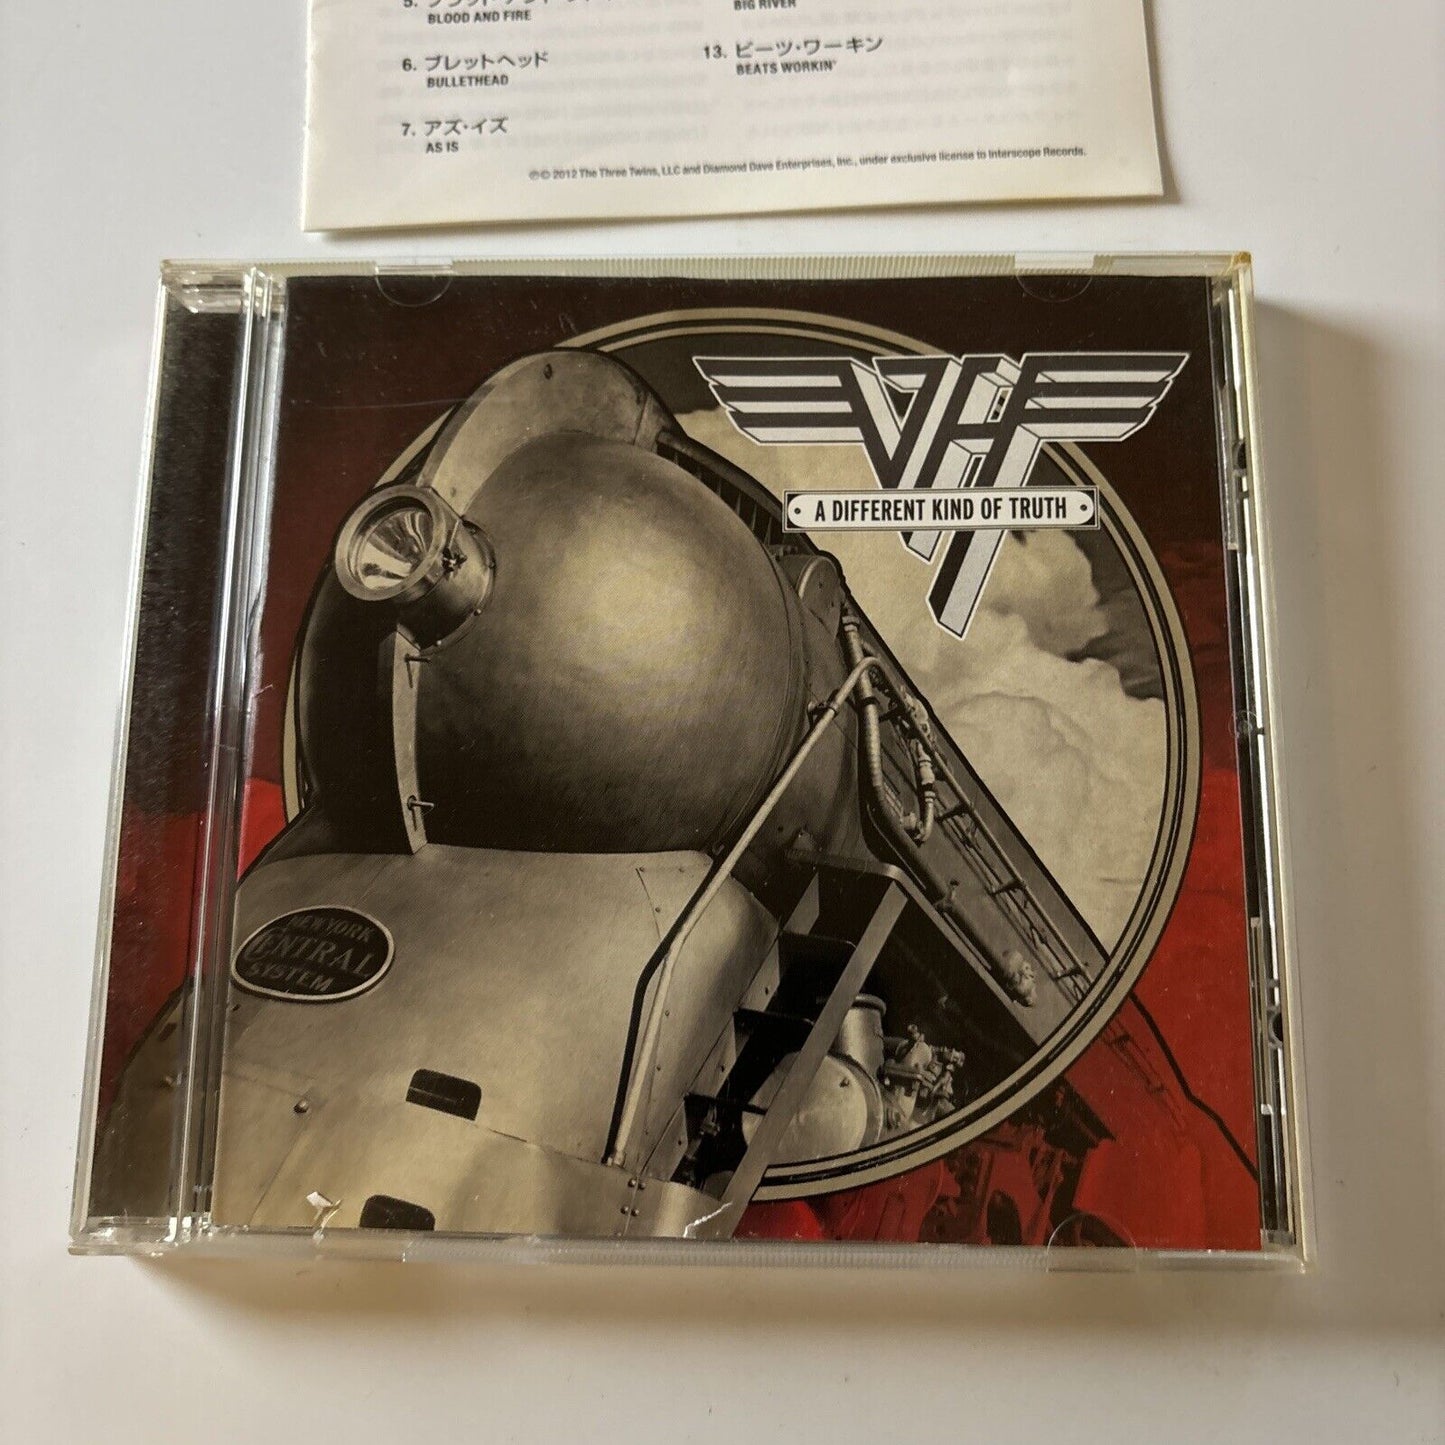 5.
BLOOD AND FIRE
BIG RIVER
6. ブレットヘッド
BULLETHEAD
13. ビーツ・ワーキン
BEATS WORKIN'
7. アズ・イズ
AS IS
℗© 2012 The Three Twins, LLC and Diamond Dave Enterprises, Inc., under exclusive license to Interscope Records.
VH
A DIFFERENT KIND OF TRUTH
NEW YORK
CENTRAL
SYSTEM